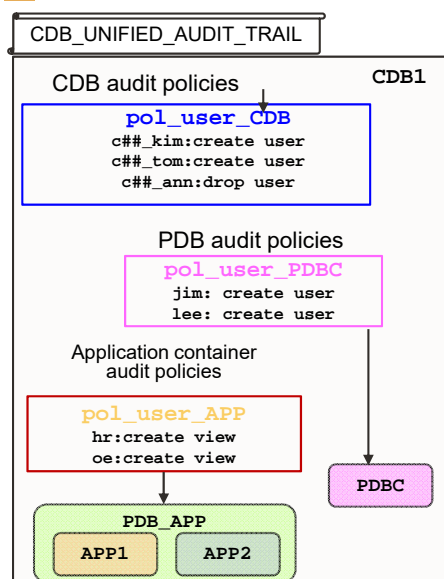 CDB_UNIFIED_AUDIT_TRAIL
CDB1
CDB audit policies
pol_user_CDB
c##_kim:create user
c##_tom:create user
c##_ann:drop user
PDB audit policies
pol_user_PDBC
jim: create user
lee: create user
Application container
audit policies
pol_user_APP
hr:create view
oe:create view
PDBC
PDB_APP
APP1
APP2